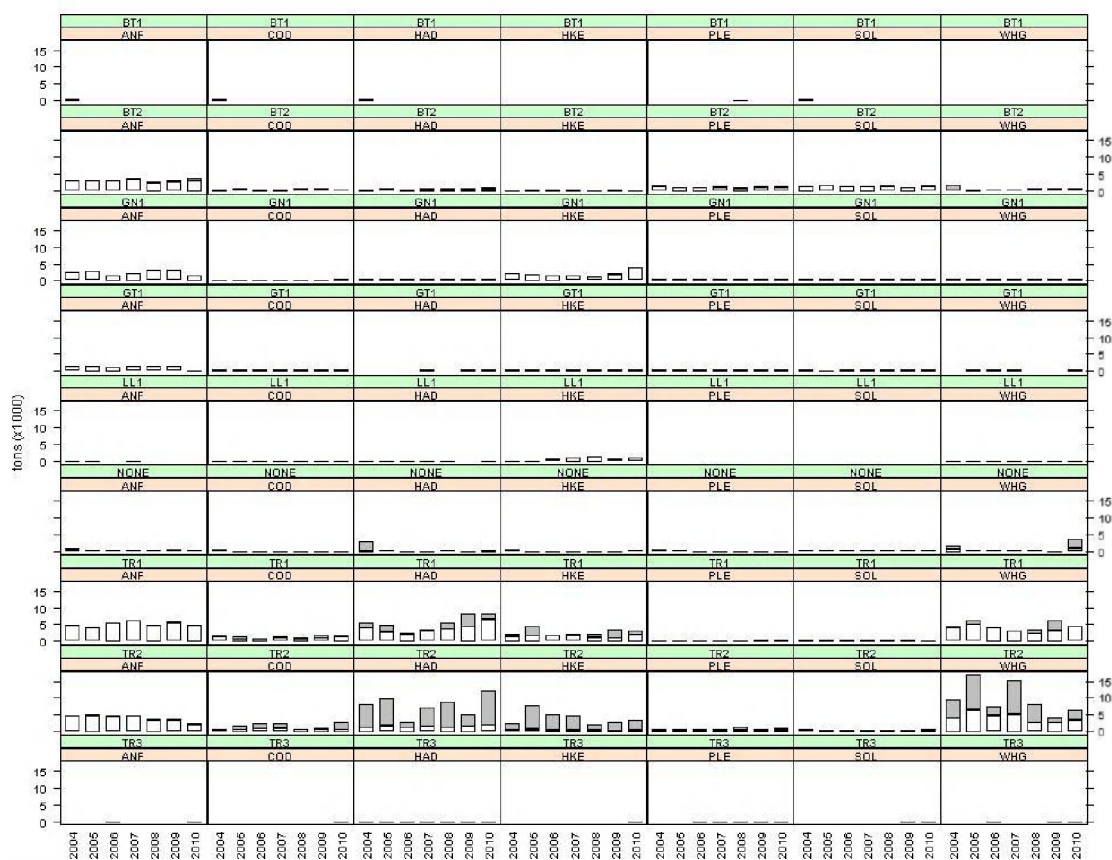 BT1 BT1 BT1 BT1 BT1 BT1 BT1
ANF COD HAD HKE PLE SOL WHG
15
10
5
0
BT2 BT2 BT2 BT2 BT2 BT2 BT2
ANF COD HAD HKE PLE SOL WHG
15
10
5
0
GN1 GN1 GN1 GN1 GN1 GN1 GN1
ANF COD HAD HKE PLE SOL WHG
15
10
5
0
GT1 GT1 GT1 GT1 GT1 GT1 GT1
ANF COD HAD HKE PLE SOL WHG
15
10
5
0
LL1 LL1 LL1 LL1 LL1 LL1 LL1
ANF COD HAD HKE PLE SOL WHG
15
10
5
0
tons (x1000)
NONE NONE NONE NONE NONE NONE NONE
ANF COD HAD HKE PLE SOL WHG
15
10
5
0
TR1 TR1 TR1 TR1 TR1 TR1 TR1
ANF COD HAD HKE PLE SOL WHG
15
10
5
0
TR2 TR2 TR2 TR2 TR2 TR2 TR2
ANF COD HAD HKE PLE SOL WHG
15
10
5
0
TR3 TR3 TR3 TR3 TR3 TR3 TR3
ANF COD HAD HKE PLE SOL WHG
15
10
5
0
2004 2005 2006 2007 2008 2009 2010 2004 2005 2006 2007 2008 2009 2010 2004 2005 2006 2007 2008 2009 2010 2004 2005 2006 2007 2008 2009 2010 2004 2005 2006 2007 2008 2009 2010 2004 2005 2006 2007 2008 2009 2010 2004 2005 2006 2007 2008 2009 2010